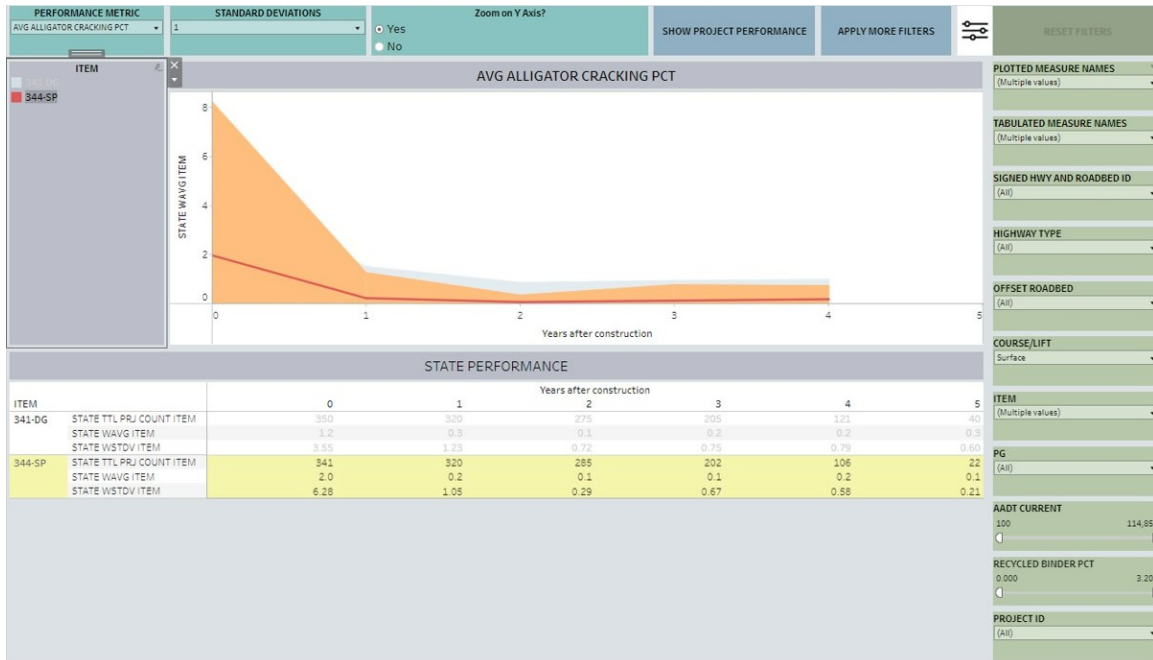 PERFORMANCE METRIC
AVG ALLIGATOR CRACKING PCT
STANDARD DEVIATIONS
1
Zoom on Y Axis?
Yes
No
SHOW PROJECT PERFORMANCE
APPLY MORE FILTERS
RESET FILTERS
ITEM
341-DG
344-SP
AVG ALLIGATOR CRACKING PCT
STATE WAVG ITEM
8
6
4
2
0
0 1 2 3 4 5
Years after construction
STATE PERFORMANCE
Years after construction
ITEM 0 1 2 3 4 5
341-DG STATE TTL PRJ COUNT ITEM 350 320 275 205 121 40
STATE WAVG ITEM 1.2 0.3 0.1 0.2 0.2 0.3
STATE WSTDV ITEM 3.55 1.23 0.72 0.75 0.79 0.60
344-SP STATE TTL PRJ COUNT ITEM 341 320 285 202 106 22
STATE WAVG ITEM 2.0 0.2 0.1 0.1 0.2 0.1
STATE WSTDV ITEM 6.28 1.05 0.29 0.67 0.58 0.21
PLOTTED MEASURE NAMES
(Multiple values)
TABULATED MEASURE NAMES
(Multiple values)
SIGNED HWY AND ROADBED ID
(All)
HIGHWAY TYPE
(All)
OFFSET ROADBED
(All)
COURSE/LIFT
Surface
ITEM
(Multiple values)
PG
(All)
AADT CURRENT
100 114,85
RECYCLED BINDER PCT
0.000 3.20
PROJECT ID
(All)